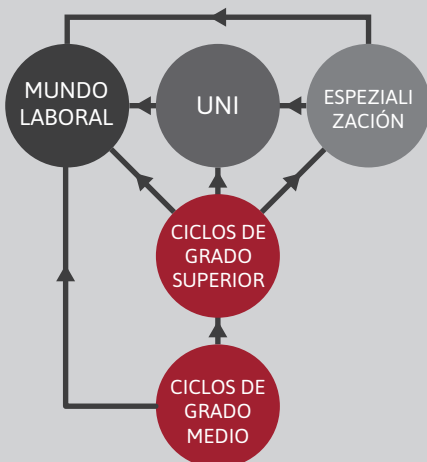 MUNDO
LABORAL
UNI
ESPEZIALI
ZACIÓN
CICLOS DE
GRADO
SUPERIOR
CICLOS DE
GRADO
MEDIO